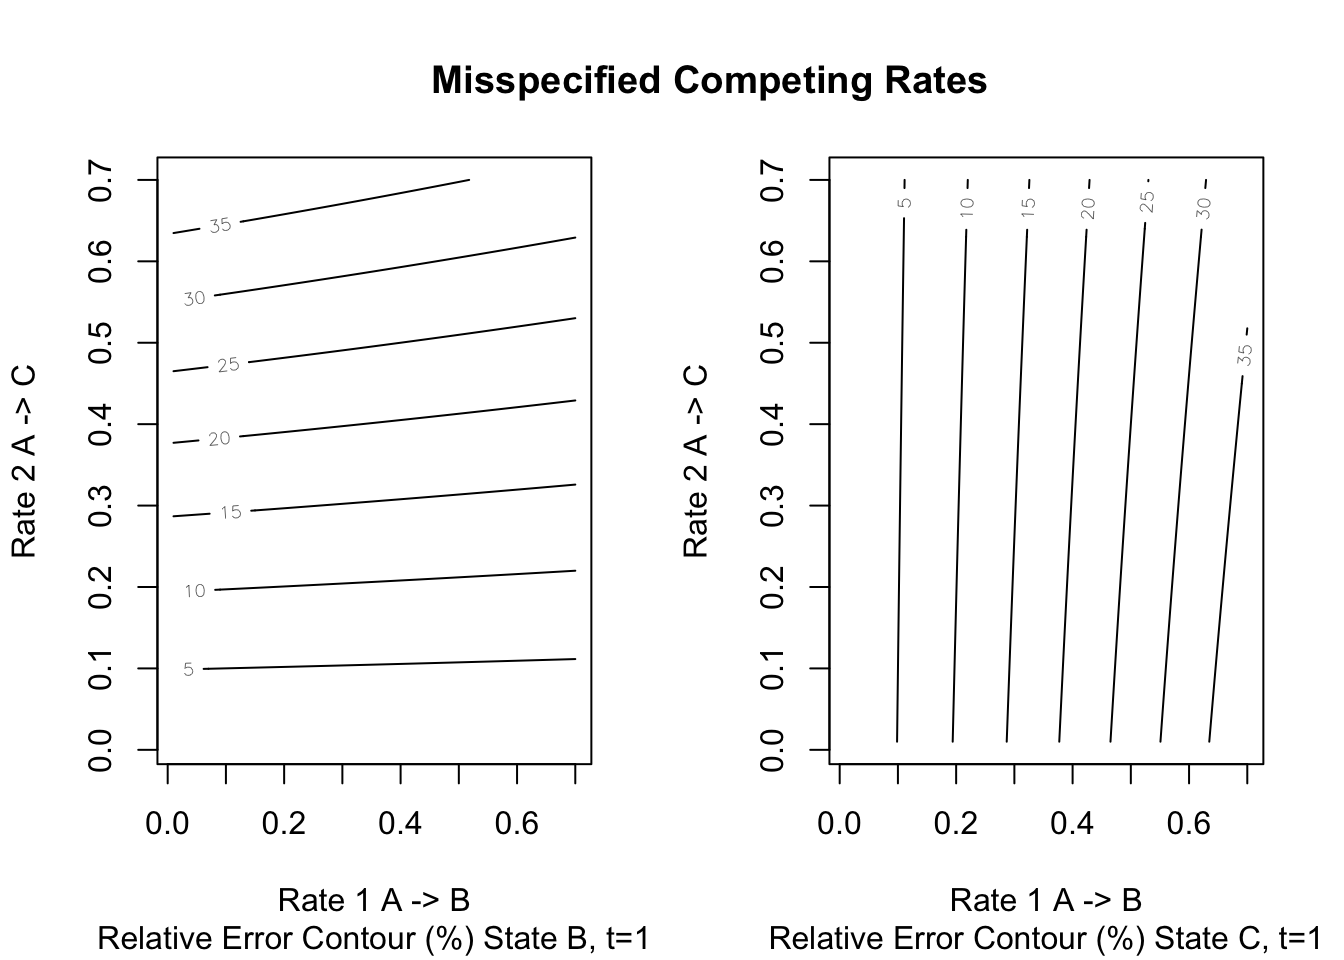 Misspecified Competing Rates
Rate 2 A -> C
0.7
0.6
0.5
0.4
0.3
0.2
0.1
0.0
35
30
25
20
15
10
5
0.0 0.2 0.4 0.6
Rate 1 A -> B
Relative Error Contour (%) State B, t=1
Rate 2 A -> C
0.7
0.6
0.5
0.4
0.3
0.2
0.1
0.0
5 10 15 20 25 30
35
0.0 0.2 0.4 0.6
Rate 1 A -> B
Relative Error Contour (%) State C, t=1